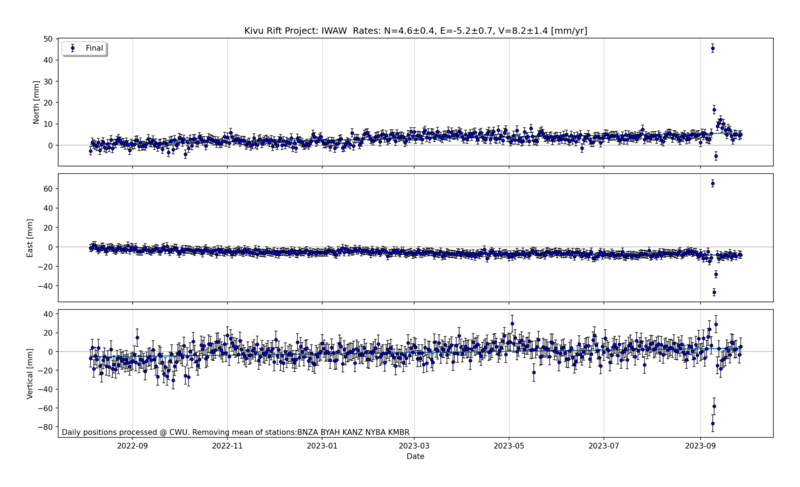 Kivu Rift Project: IWAW Rates: N=4.6±0.4, E=-5.2±0.7, V=8.2±1.4 [mm/yr]
Final
North [mm]
50
40
30
20
10
0
East [mm]
60
40
20
0
−20
−40
Vertical [mm]
40
20
0
−20
−40
−60
−80
Daily positions processed @ CWU. Removing mean of stations:BNZA BYAH KANZ NYBA KMBR
2022-09 2022-11 2023-01 2023-03 2023-05 2023-07 2023-09
Date